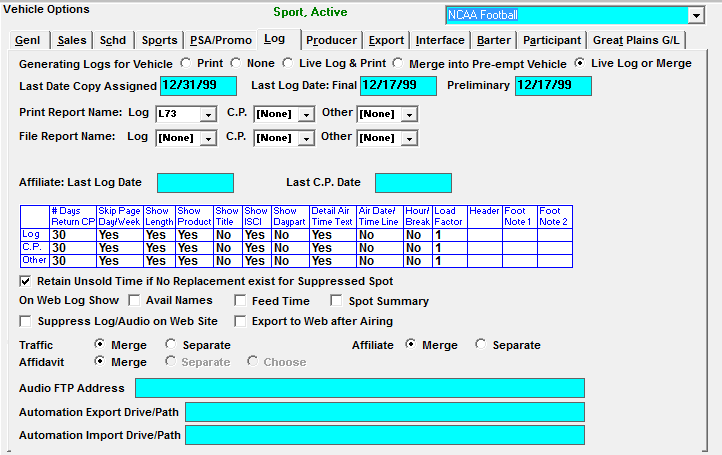 Vehicle Options
Sport, Active
NCAA Football
Genl Sales Schd Sports PSA/Promo Log Producer Export Interface Barter Participant Great Plains G/L
Generating Logs for Vehicle Print None Live Log & Print Merge into Pre-empt Vehicle Live Log or Merge
Last Date Copy Assigned 12/31/99 Last Log Date: Final 12/17/99 Preliminary 12/17/99
Print Report Name: Log L73 C.P. [None] Other [None]
File Report Name: Log [None] C.P. [None] Other [None]
Affiliate: Last Log Date Last C.P. Date
# Days Skip Page Show Show Show Show Show Detail Air Air Date/ Hour/ Load Header Foot Foot
Return CP Day/Week Length Product Title ISCI Daypart Time Text Time Line Break Factor Note 1 Note 2
Log 30 Yes Yes Yes No Yes No Yes No No 1
C.P. 30 Yes Yes Yes No Yes No Yes No No 1
Other 30 Yes Yes Yes No Yes No Yes No No 1
Retain Unsold Time if No Replacement exist for Suppressed Spot
On Web Log Show Avail Names Feed Time Spot Summary
Suppress Log/Audio on Web Site Export to Web after Airing
Traffic Merge Separate Affiliate Merge Separate
Affidavit Merge Separate Choose
Audio FTP Address
Automation Export Drive/Path
Automation Import Drive/Path